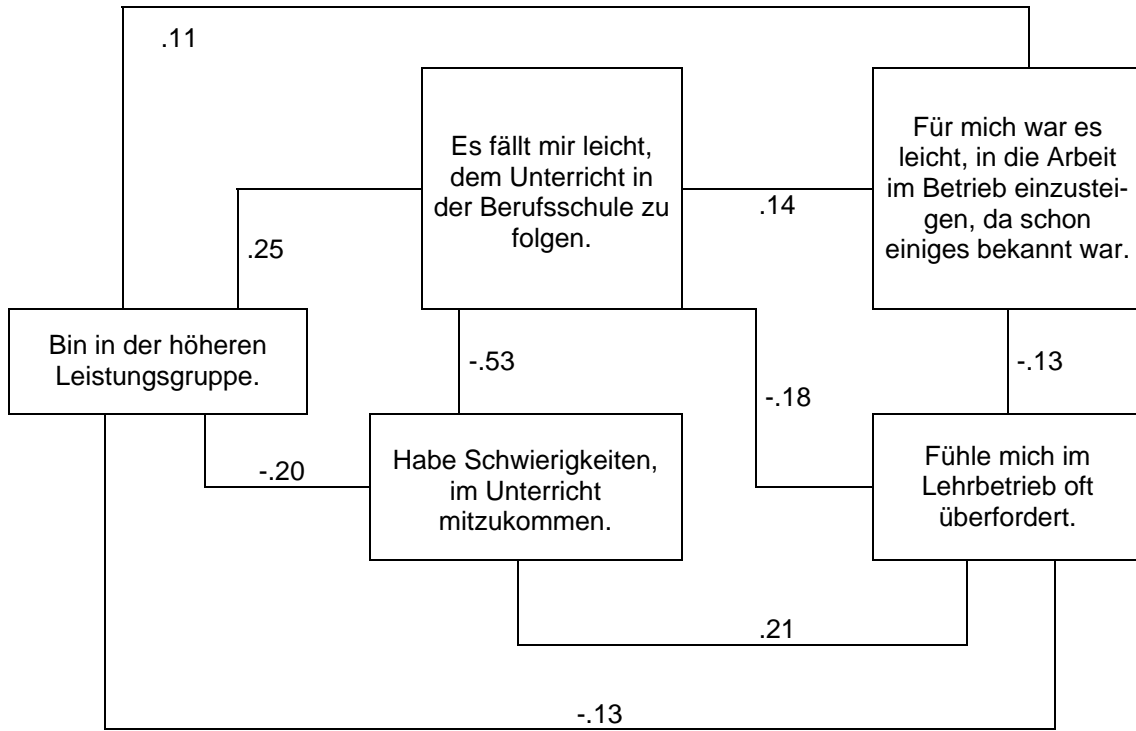 .11
Es fällt mir leicht,
dem Unterricht in
der Berufsschule zu
folgen.
Für mich war es
leicht, in die Arbeit
im Betrieb einzustei-
gen, da schon
einiges bekannt war.
.14
.25
Bin in der höheren
Leistungsgruppe.
-.53
-.13
-.18
-.20
Habe Schwierigkeiten,
im Unterricht
mitzukommen.
Fühle mich im
Lehrbetrieb oft
überfordert.
.21
-.13